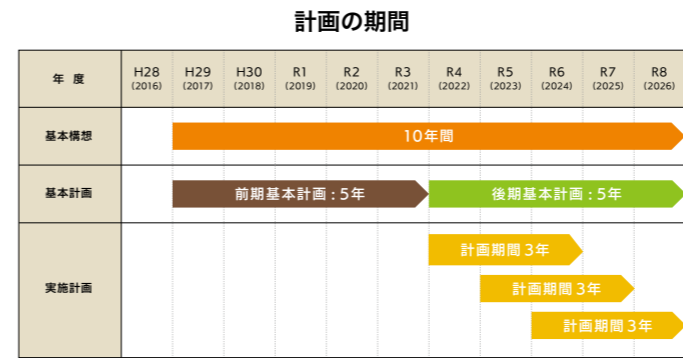 計画の期間
年 度 H28 H29 H30 R1 R2 R3 R4 R5 R6 R7 R8
(2016) (2017) (2018) (2019) (2020) (2021) (2022) (2023) (2024) (2025) (2026)
基本構想 10年間
基本計画 前期基本計画：5年 後期基本計画：5年
計画期間3年
実施計画 計画期間3年
計画期間3年